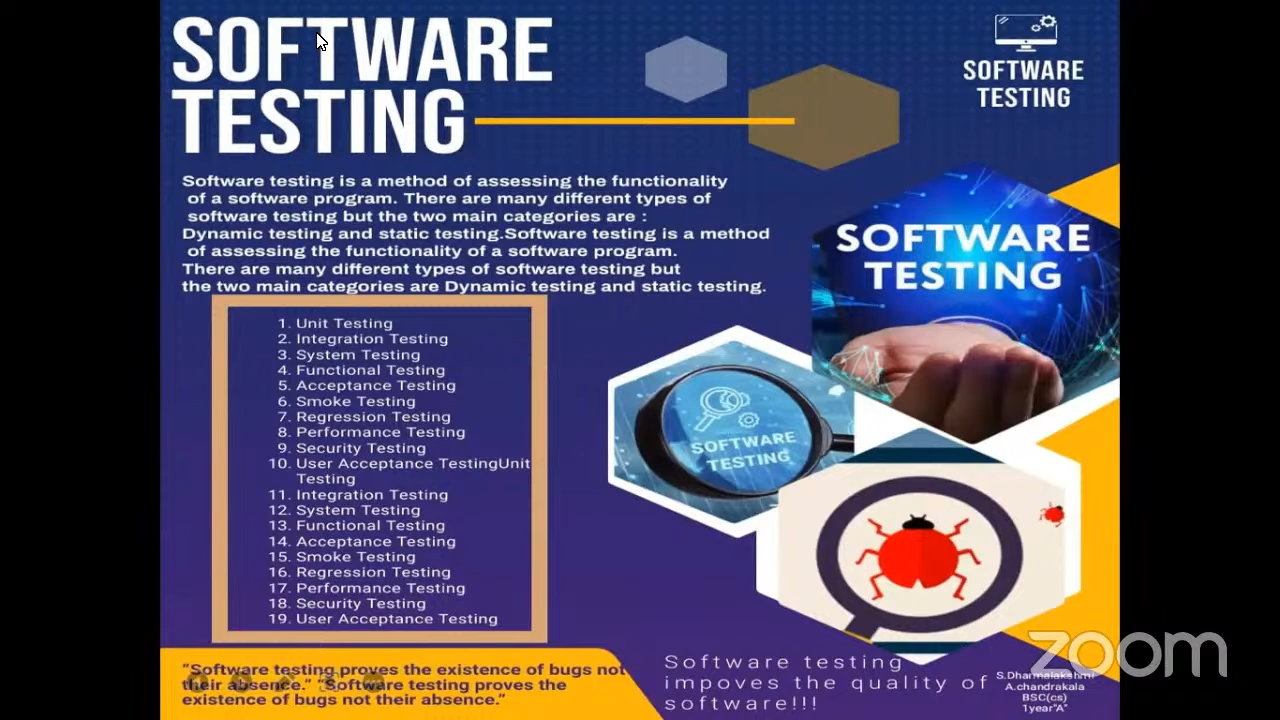 SOFTWARE
TESTING
SOFTWARE
TESTING
Software testing is a method of assessing the functionality
of a software program. There are many different types of
software testing but the two main categories are :
Dynamic testing and static testing.Software testing is a method
of assessing the functionality of a software program.
There are many different types of software testing but
the two main categories are Dynamic testing and static testing.
SOFTWARE
TESTING
1. Unit Testing
2. Integration Testing
3. System Testing
4. Functional Testing
5. Acceptance Testing
6. Smoke Testing
7. Regression Testing
8. Performance Testing
9. Security Testing
10. User Acceptance TestingUnit
Testing
11. Integration Testing
12. System Testing
13. Functional Testing
14. Acceptance Testing
15. Smoke Testing
16. Regression Testing
17. Performance Testing
18. Security Testing
19. User Acceptance Testing
SOFTWARE
TESTING
"Software testing proves the existence of bugs not
their absence." "Software testing proves the
existence of bugs not their absence."
Software testing
impoves the quality of
software!!!
zoom
S.Dharmalakshmi
A.chandrakala
BSC(cs)
1year"A"